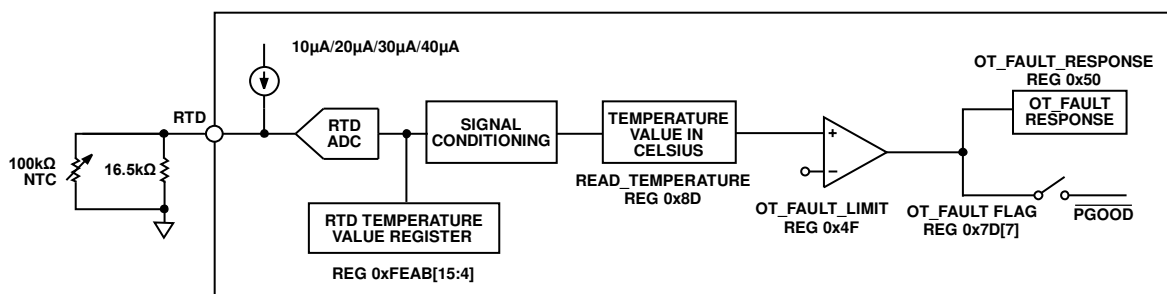 10µA/20µA/30µA/40µA
OT_FAULT_RESPONSE
REG 0x50
OT_FAULT
RESPONSE
RTD
RTD
ADC
SIGNAL
CONDITIONING
TEMPERATURE
VALUE IN
CELSIUS
+
–
100kΩ
NTC
16.5kΩ
READ_TEMPERATURE
REG 0x8D
OT_FAULT_LIMIT
REG 0x4F
OT_FAULT FLAG
REG 0x7D[7]
PGOOD
RTD TEMPERATURE
VALUE REGISTER
REG 0xFEAB[15:4]